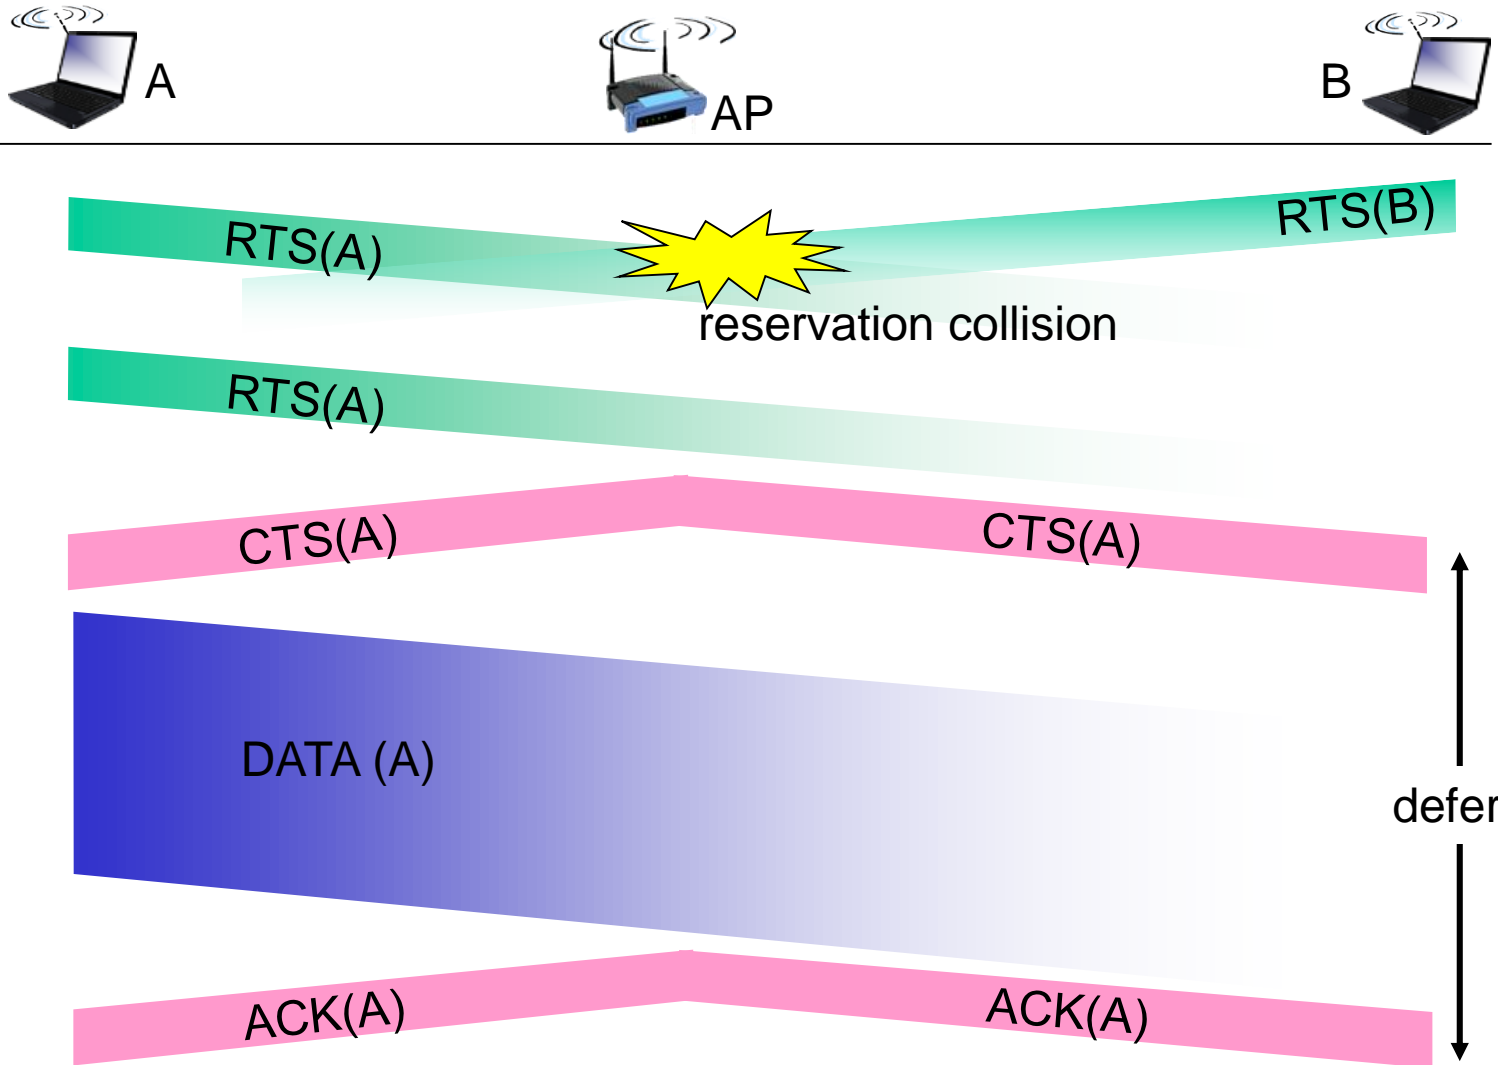 A
AP
B
RTS(A)
RTS(B)
reservation collision
RTS(A)
CTS(A)
CTS(A)
DATA (A)
defer
ACK(A)
ACK(A)